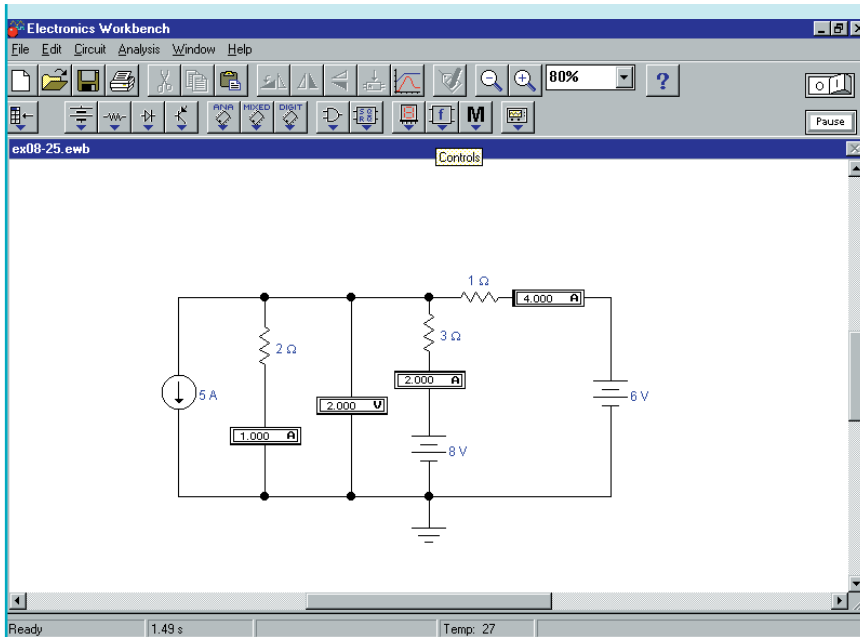 Electronics Workbench
File Edit Circuit Analysis Window Help
80%
?
ANA MIXED DIGIT
M
Pause
ex08-25.ewb
Controls
1 Ω
4.000 A
2 Ω
3 Ω
5 A
2.000 A
2.000 V
6 V
1.000 A
8 V
Ready 1.49 s Temp: 27